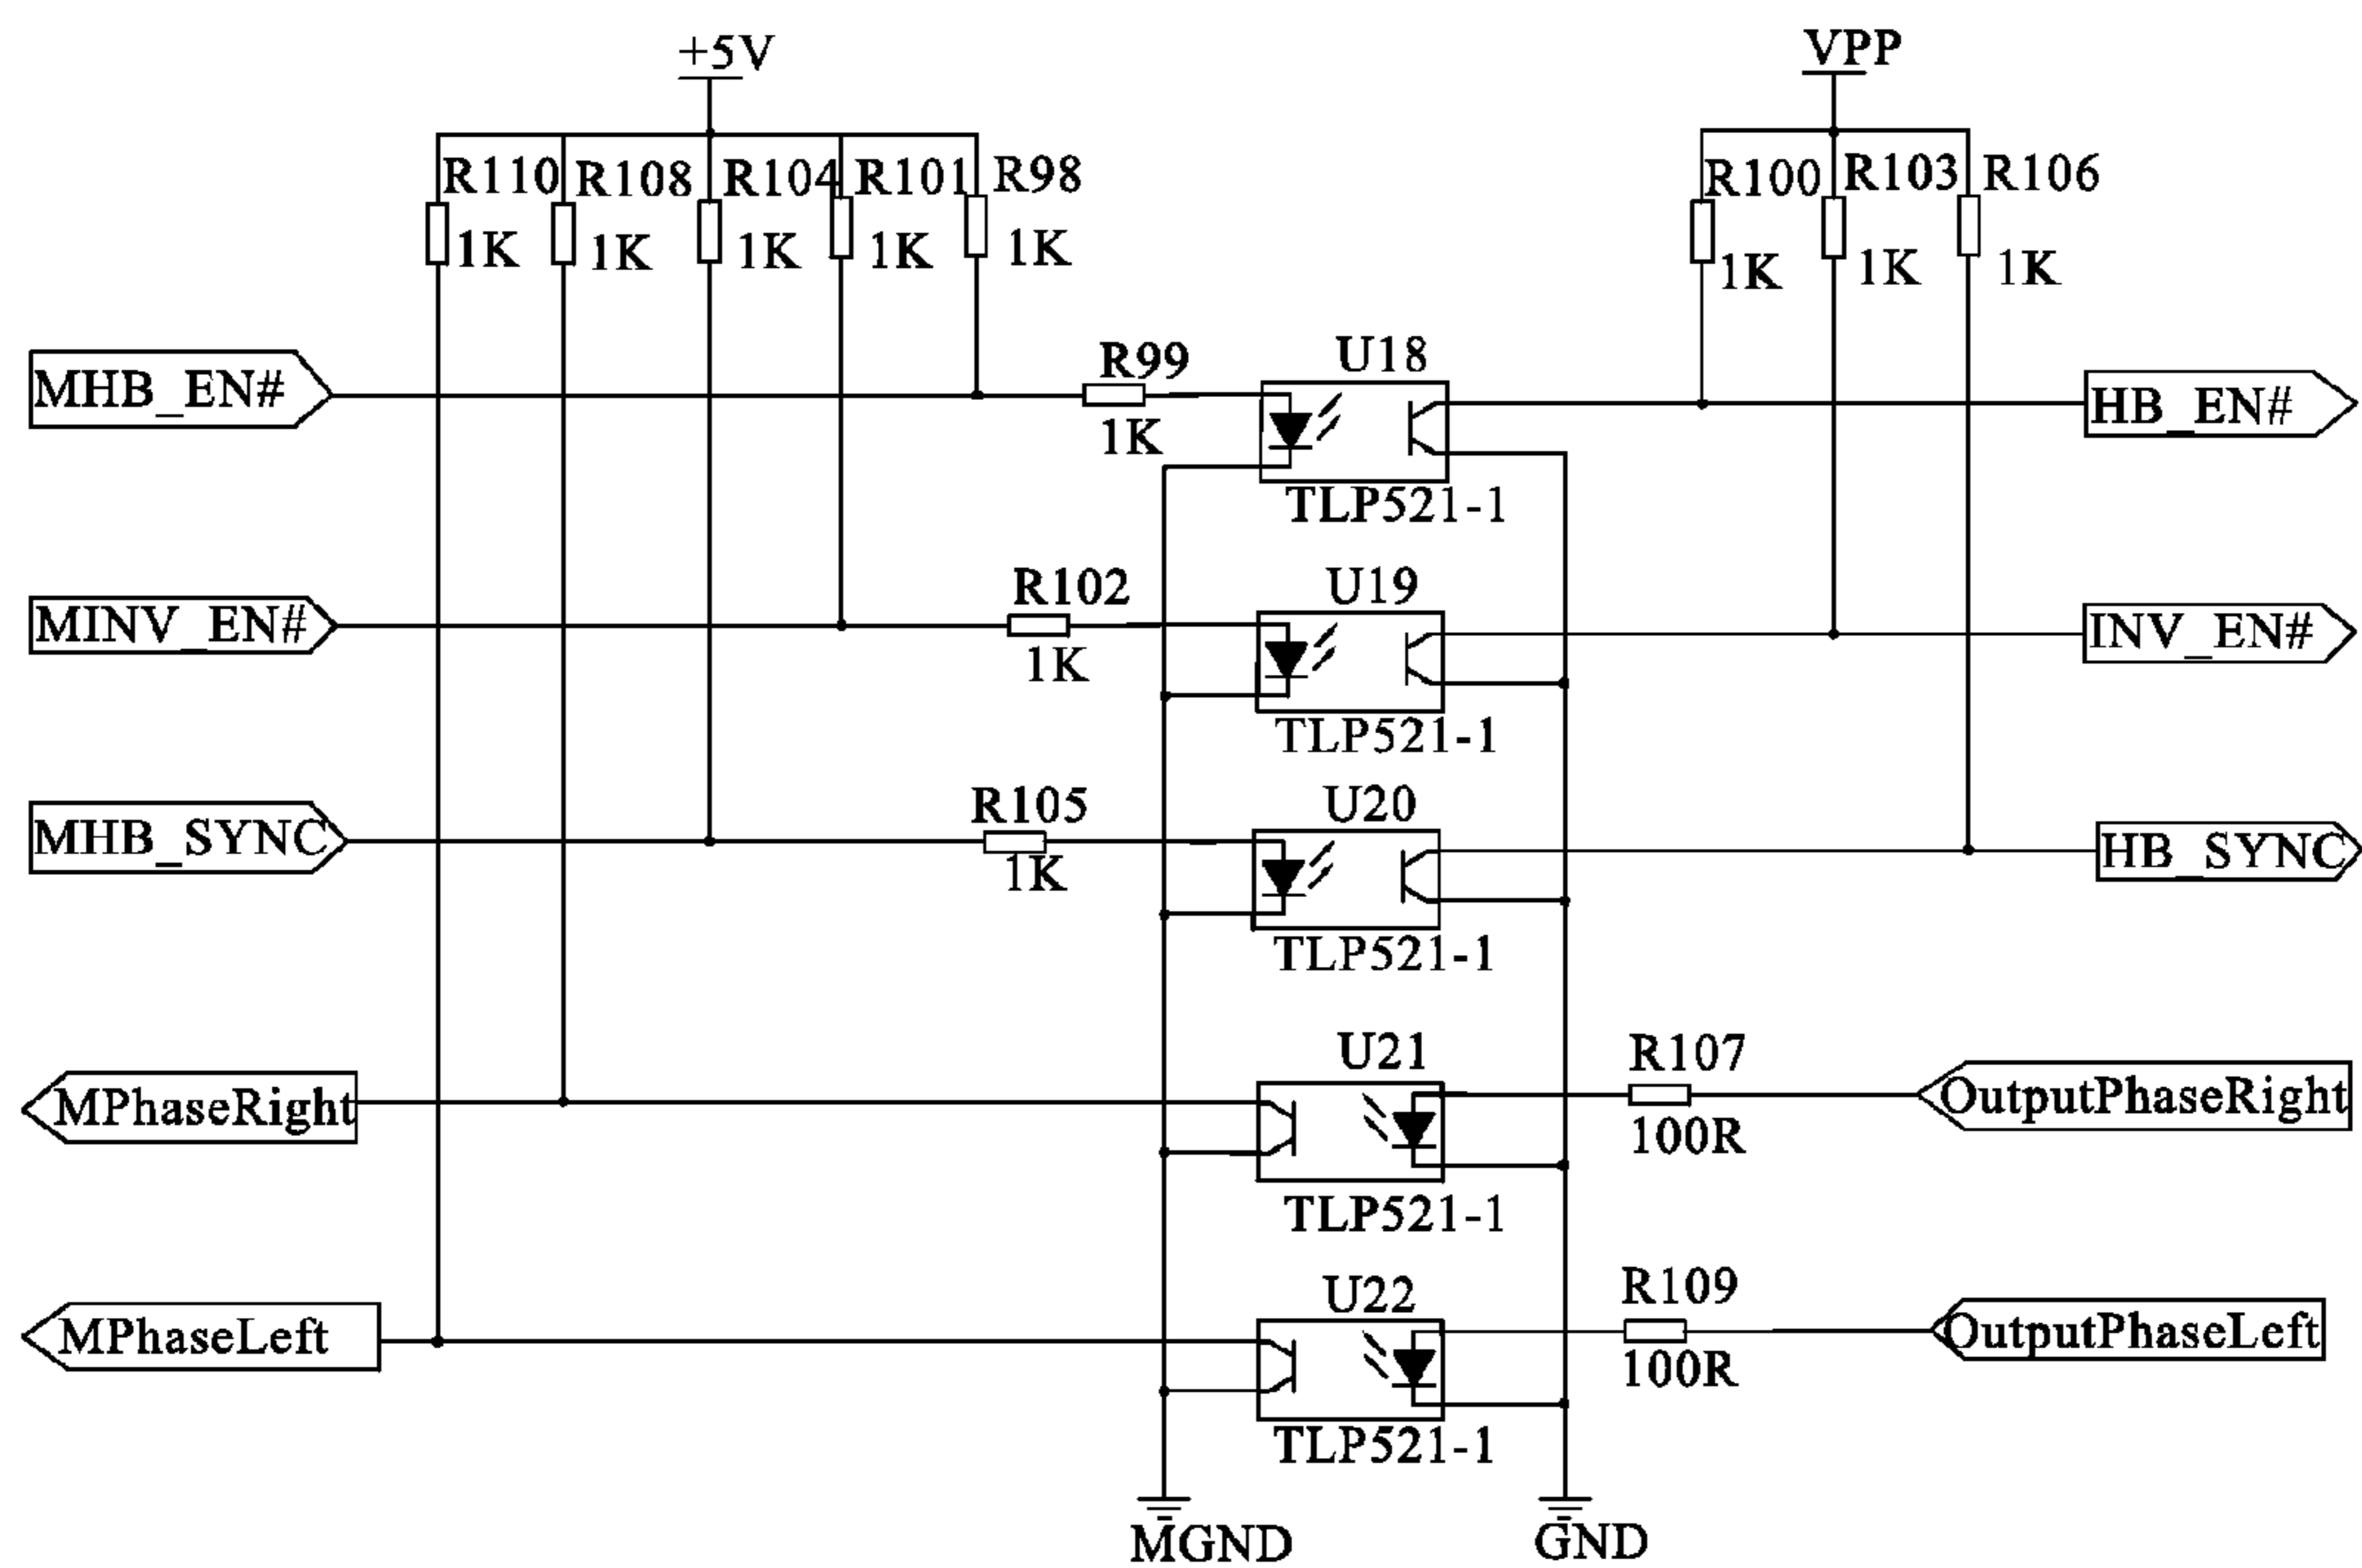 +5V
VPP
R110
R108
R104
R101
R98
R100
R103
R106
1K
1K
1K
1K
1K
1K
1K
1K
MHB_EN#
R99
1K
U18
TLP521-1
HB_EN#
MINV_EN#
R102
1K
U19
TLP521-1
INV_EN#
MHB_SYNC
R105
1K
U20
TLP521-1
HB_SYNC
MPhaseRight
U21
TLP521-1
R107
100R
OutputPhaseRight
MPhaseLeft
U22
TLP521-1
R109
100R
OutputPhaseLeft
MGND
GND